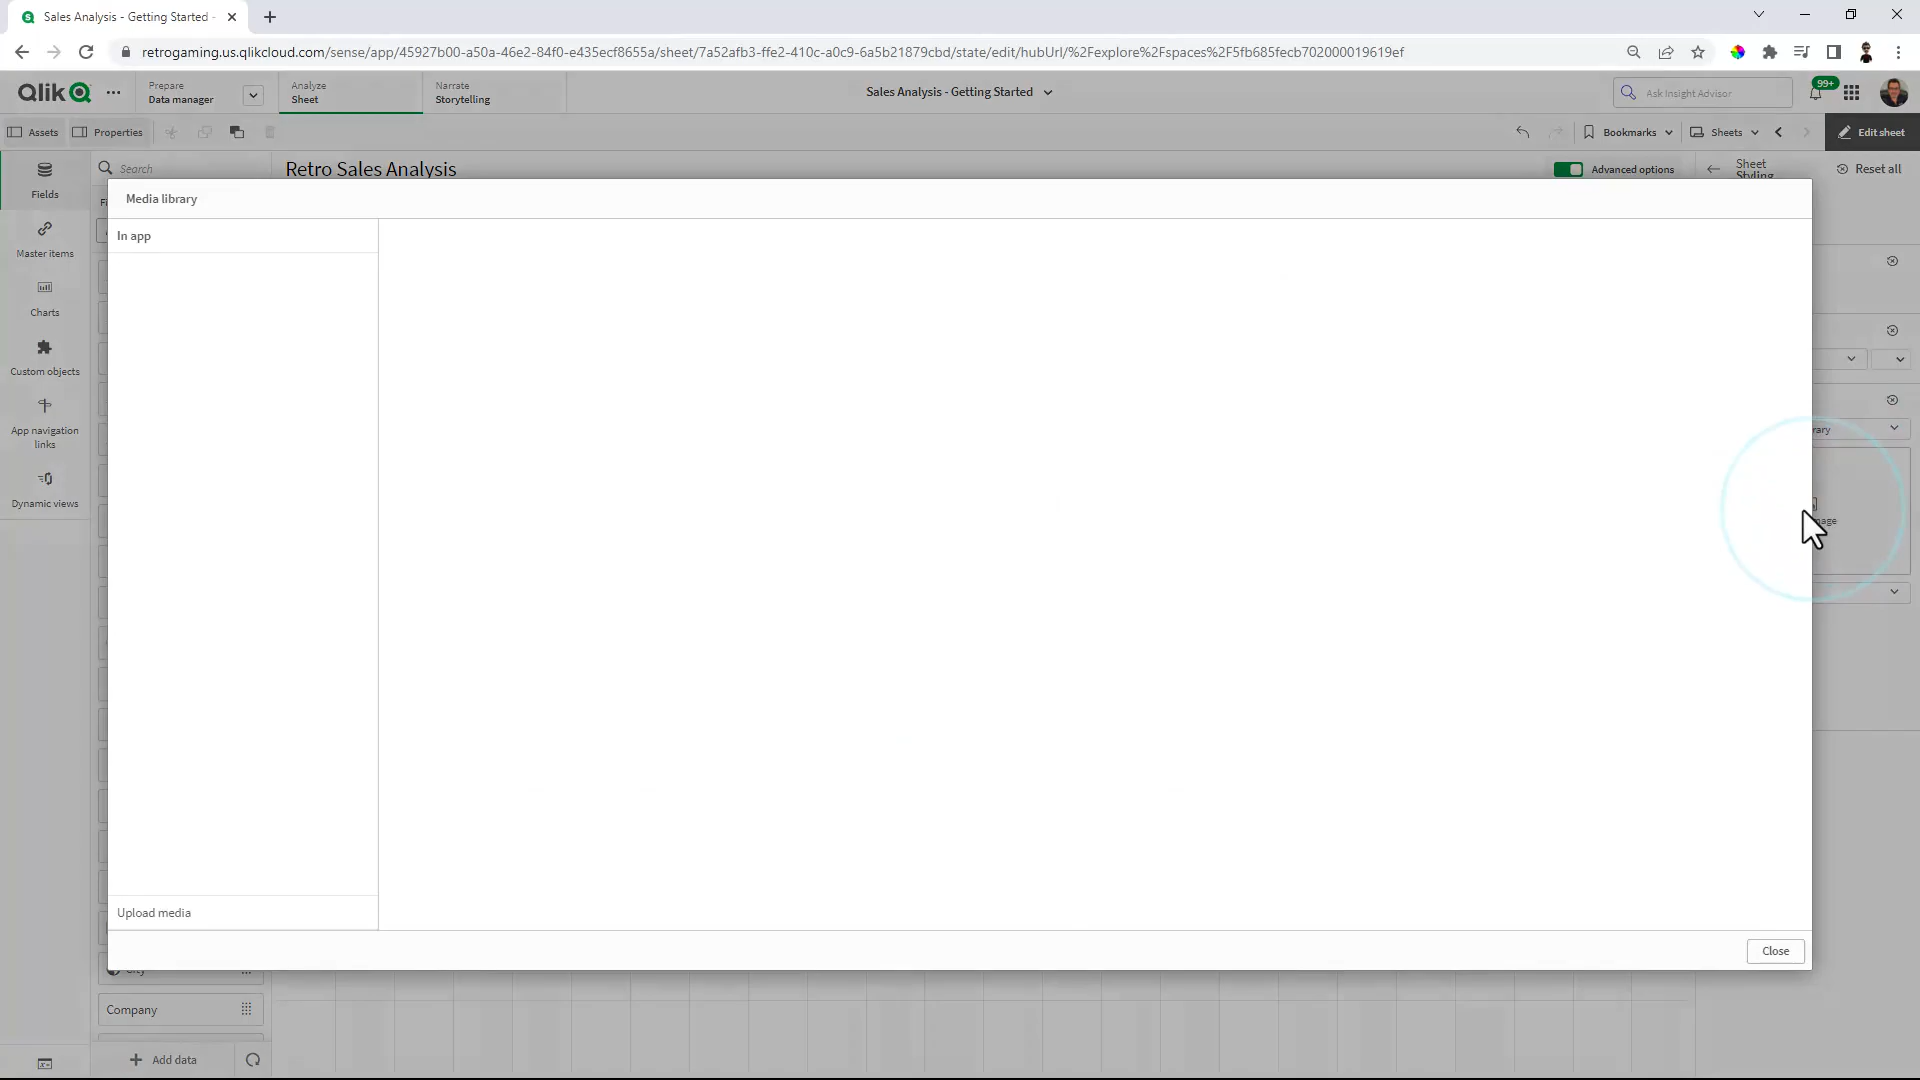 Sales Analysis - Getting Started -
retrogaming.us.qlikcloud.com/sense/app/45927b00-a50a-46e2-84f0-e435ecf8655a/sheet/7a52afb3-ffe2-410c-a0c9-6a5b21879cbd/state/edit/hubUrl/%2Fexplore%2Fspaces%2F5fb685fecb702000019619ef
Qlik
Prepare
Data manager
Analyze
Sheet
Narrate
Storytelling
Sales Analysis - Getting Started
Ask Insight Advisor
99+
Assets
Properties
Bookmarks
Sheets
Edit sheet
Search
Retro Sales Analysis
Advanced options
Sheet
Styling
Reset all
Fields
Master items
Charts
Custom objects
App navigation
links
Dynamic views
Media library
In app
Upload media
Close
City
Company
Add data